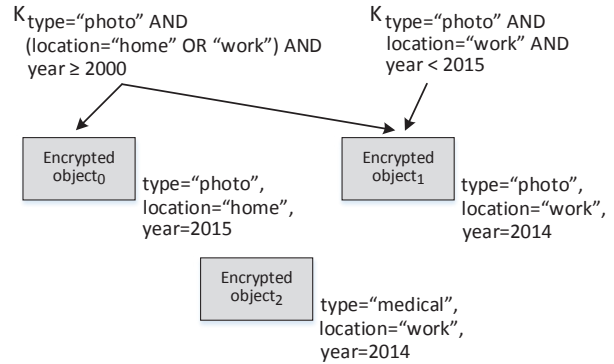 K type="photo" AND
(location="home" OR "work") AND
year ≥ 2000
K type="photo" AND
location="work" AND
year < 2015
Encrypted
object0
type="photo",
location="home",
year=2015
Encrypted
object1
type="photo",
location="work",
year=2014
Encrypted
object2
type="medical",
location="work",
year=2014